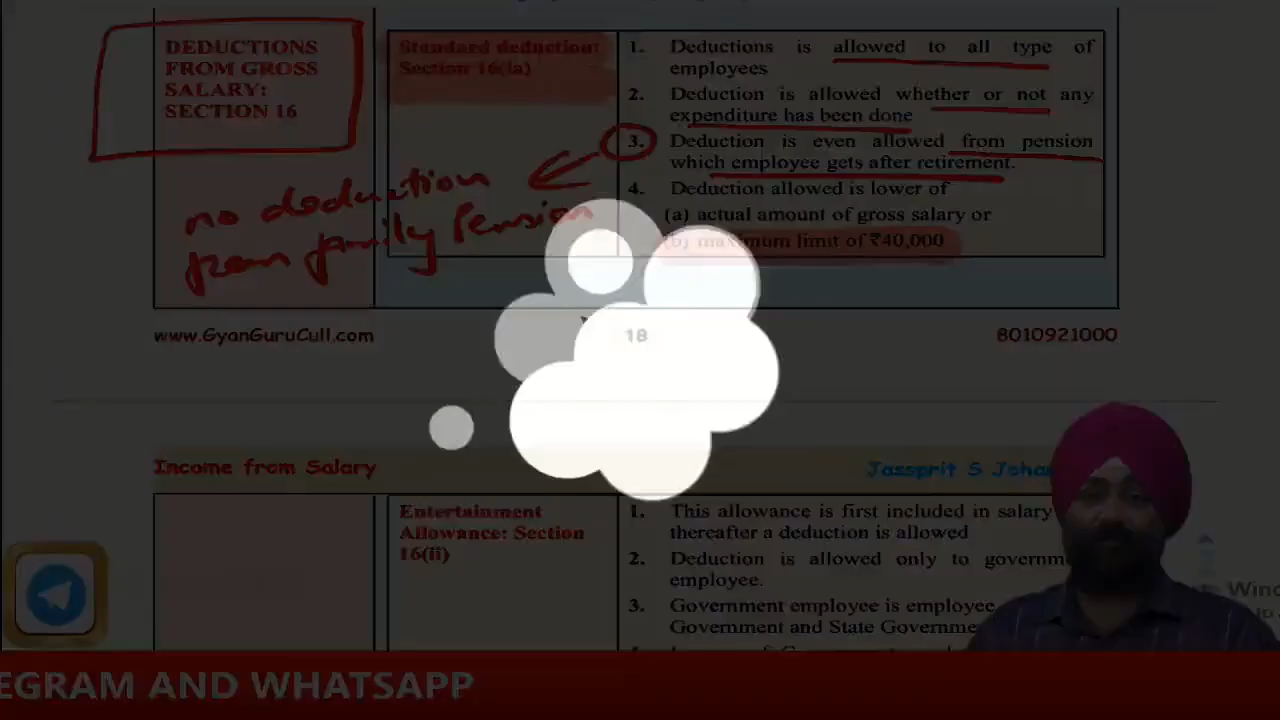 DEDUCTIONS
FROM GROSS
SALARY:
SECTION 16
Standard deduction:
Section 16(ia)
1. Deductions is allowed to all type of
employees
2. Deduction is allowed whether or not any
expenditure has been done
3. Deduction is even allowed from pension
which employee gets after retirement.
4. Deduction allowed is lower of
(a) actual amount of gross salary or
(b) maximum limit of ₹40,000
no deduction
from family Pension
www.GyanGuruCull.com
18
8010921000
Income from Salary
Jassprit S Johar
Entertainment
Allowance: Section
16(ii)
1. This allowance is first included in salary
thereafter a deduction is allowed
2. Deduction is allowed only to governm
employee.
3. Government employee is employee
Government and State Governme
EGRAM AND WHATSAPP